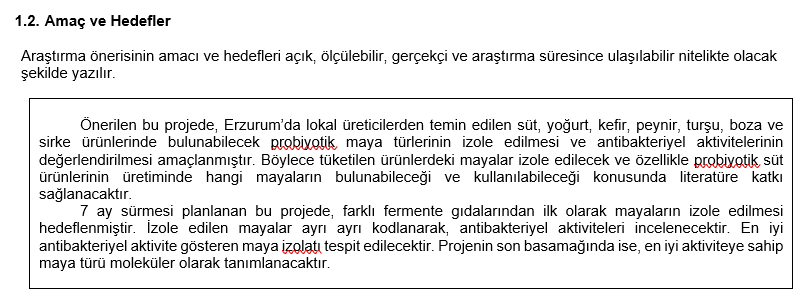 1.2. Amaç ve Hedefler
Araştırma önerisinin amacı ve hedefleri açık, ölçülebilir, gerçekçi ve araştırma süresince ulaşılabilir nitelikte olacak
şekilde yazılır.
Önerilen bu projede, Erzurum’da lokal üreticilerden temin edilen süt, yoğurt, kefir, peynir, turşu, boza ve
sirke ürünlerinde bulunabilecek probiyotik maya türlerinin izole edilmesi ve antibakteriyel aktivitelerinin
değerlendirilmesi amaçlanmıştır. Böylece tüketilen ürünlerdeki mayalar izole edilecek ve özellikle probiyotik süt
ürünlerinin üretiminde hangi mayaların bulunabileceği ve kullanılabileceği konusunda literatüre katkı
sağlanacaktır.
7 ay sürmesi planlanan bu projede, farklı fermente gıdalarından ilk olarak mayaların izole edilmesi
hedeflenmiştir. İzole edilen mayalar ayrı ayrı kodlanarak, antibakteriyel aktiviteleri incelenecektir. En iyi
antibakteriyel aktivite gösteren maya izolatı tespit edilecektir. Projenin son basamağında ise, en iyi aktiviteye sahip
maya türü moleküler olarak tanımlanacaktır.